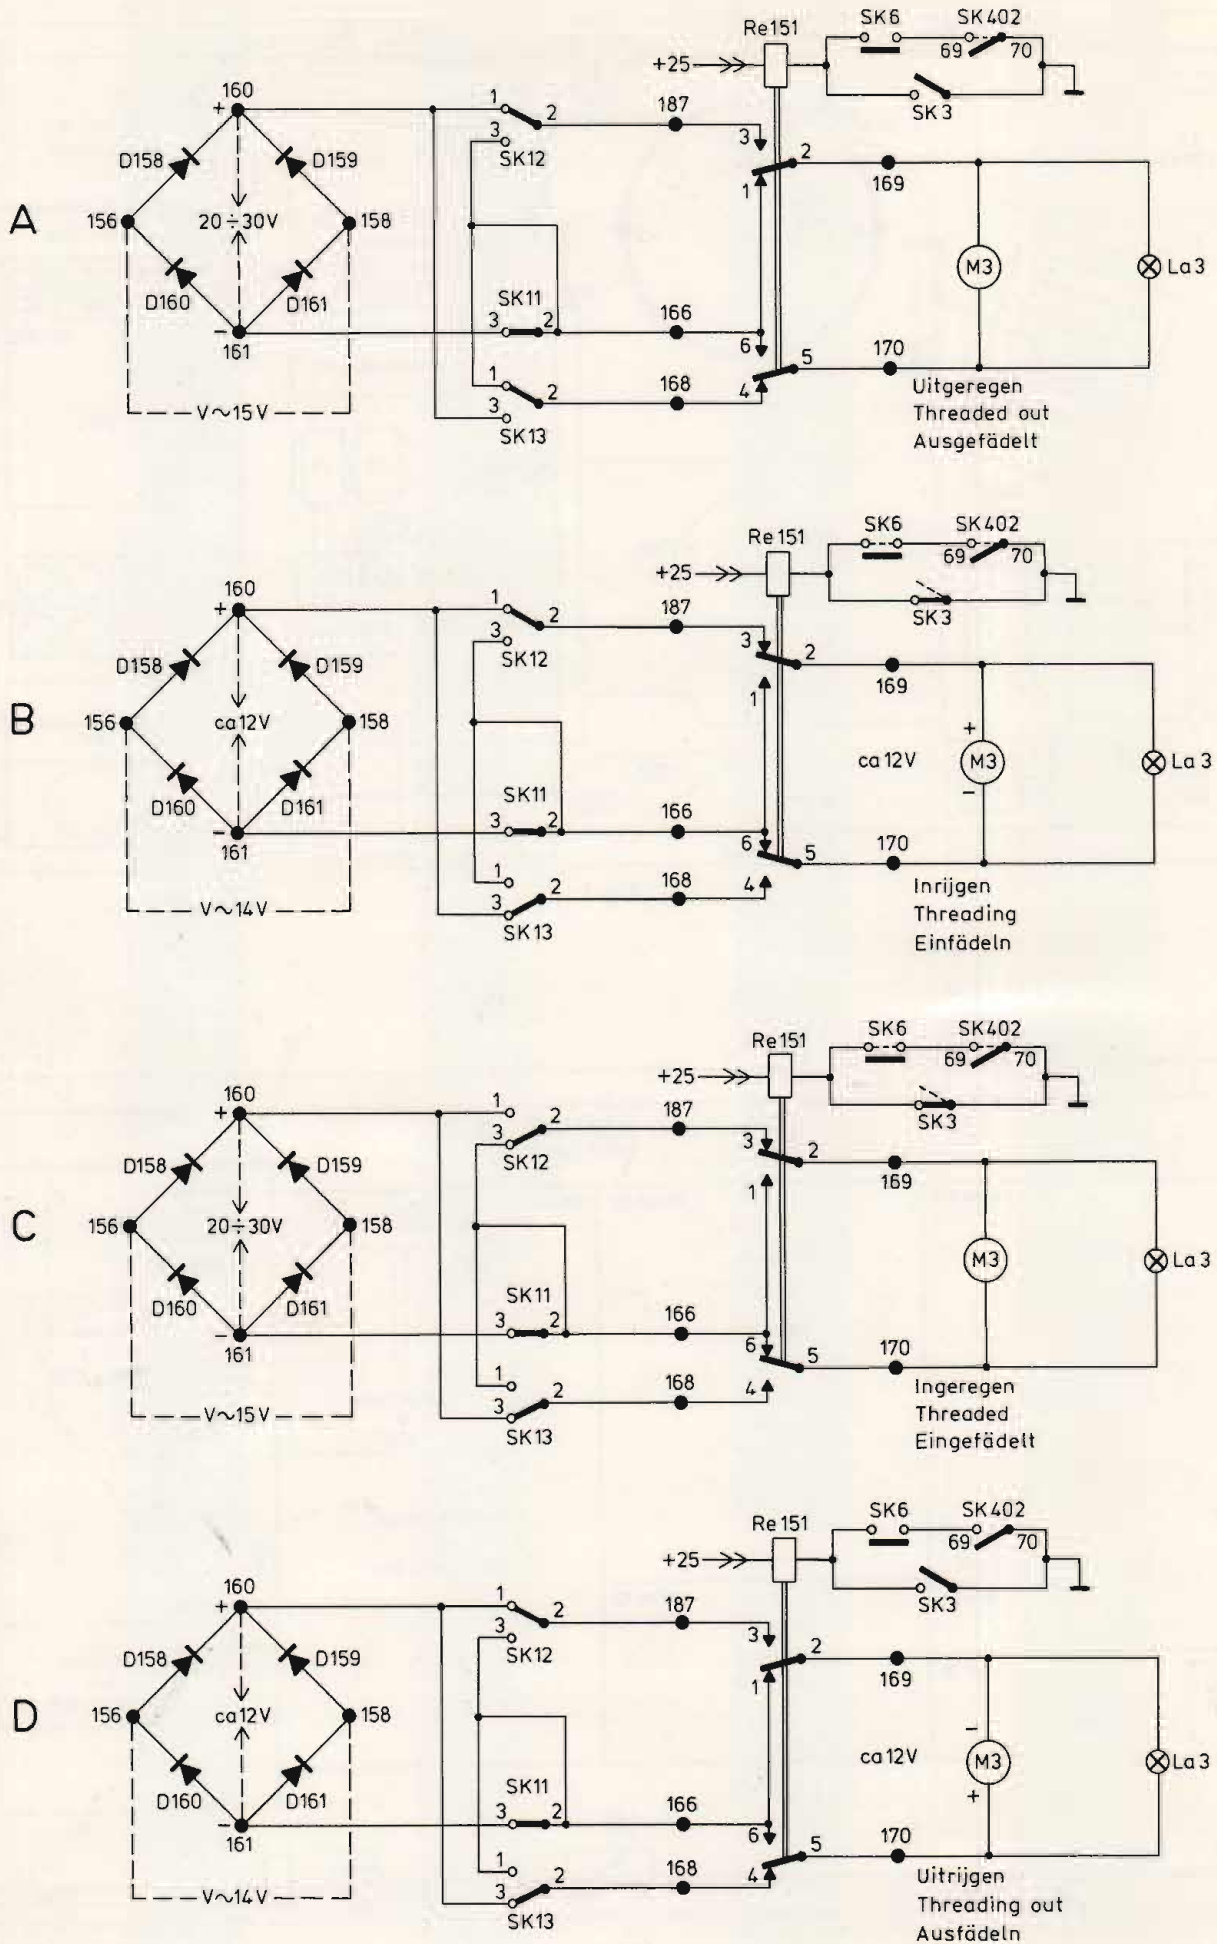 A
160
+
D158
D159
156
20÷30V
158
D160
D161
-
161
V~15V
1
2
3
SK12
187
SK11
3
2
166
1
2
3
SK13
168
Re151
+25
SK6
SK402
69
70
SK3
3
2
1
6
5
4
169
M3
La3
170
Uitgeregen
Threaded out
Ausgefädelt
B
160
+
D158
D159
156
ca12V
158
D160
D161
-
161
V~14V
1
2
3
SK12
187
SK11
3
2
166
1
2
3
SK13
168
Re151
+25
SK6
SK402
69
70
SK3
3
2
1
6
5
4
169
ca12V
+
M3
-
La3
170
Inrijgen
Threading
Einfädeln
C
160
+
D158
D159
156
20÷30V
158
D160
D161
-
161
V~15V
1
2
3
SK12
187
SK11
3
2
166
1
2
3
SK13
168
Re151
+25
SK6
SK402
69
70
SK3
3
2
1
6
5
4
169
M3
La3
170
Ingeregen
Threaded
Eingefädelt
D
160
+
D158
D159
156
ca12V
158
D160
D161
-
161
V~14V
1
2
3
SK12
187
SK11
3
2
166
1
2
3
SK13
168
Re151
+25
SK6
SK402
69
70
SK3
3
2
1
6
5
4
169
ca12V
-
M3
+
La3
170
Uitrijgen
Threading out
Ausfädeln